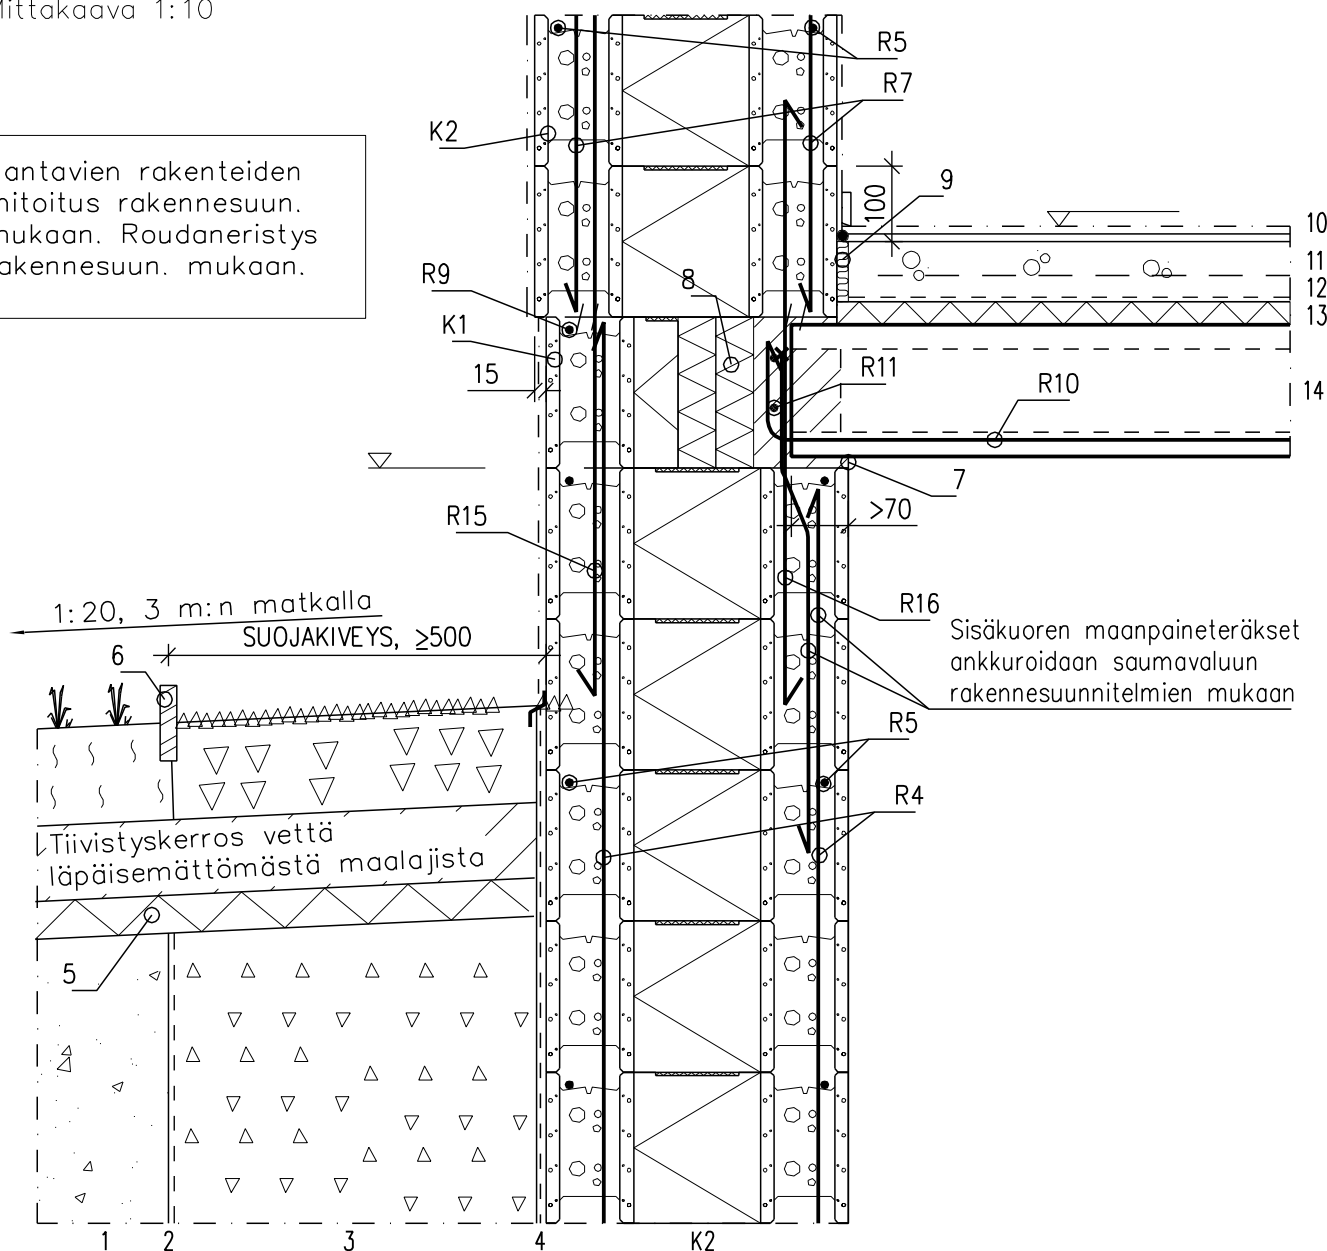 Mittakaava 1:10
antavien rakenteiden
mitoitus rakennesuun.
mukaan. Roudaneristys
rakennesuun. mukaan.
R5
R7
K2
100
9
10
11
12
13
R9
8
K1
15
R11
R10
14
7
>70
R15
R16
1:20, 3 m:n matkalla
SUOJAKIVEYS, ≥500
6
Sisäkuoren maanpaineteräkset
ankkuroidaan saumavaluun
rakennesuunnitelmien mukaan
R5
R4
Tiivistyskerros vettä
läpäisemättömästä maalajista
5
1 2 3 4 K2